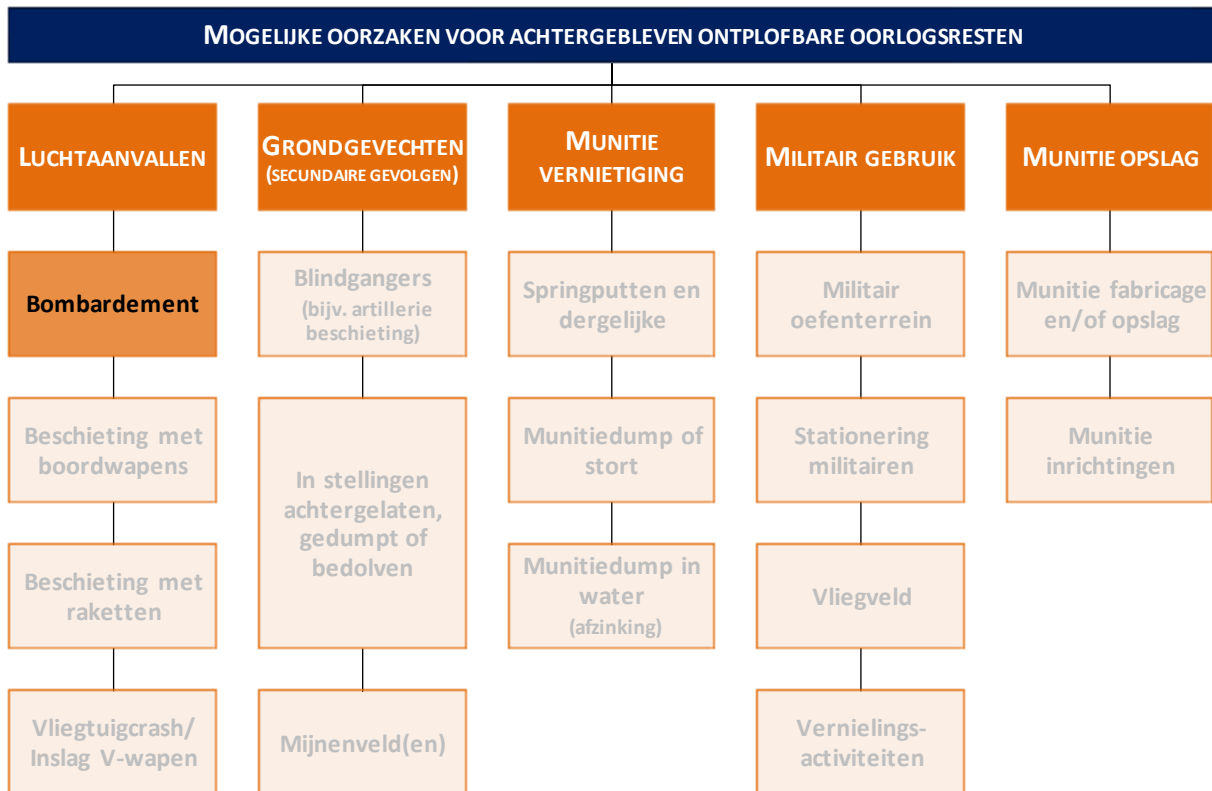 MOGELIJKE OORZAKEN VOOR ACHTERGEBLEVEN ONTPLOFBARE OORLOGSRESTEN
LUCHTAANVALLEN
Bombardement
Beschieting met
boordwapens
Beschieting met
raketten
Vliegtuigcrash/
Inslag V-wapen
GRONDGEVECHTEN
(SECUNDAIRE GEVOLGEN)
Blindgangers
(bijv. artillerie
beschieting)
In stellingen
achtergelaten,
gedumpt of
bedolven
Mijnenveld(en)
MUNITIE
VERNIETIGING
Springputten en
dergelijke
Munitiedump of
stort
Munitiedump in
water
(afzinking)
MILITAIR GEBRUIK
Militair
oefenterrein
Stationering
militairen
Vliegveld
Vernielings-
activiteiten
MUNITIE OPSLAG
Munitie fabricage
en/of opslag
Munitie
inrichtingen